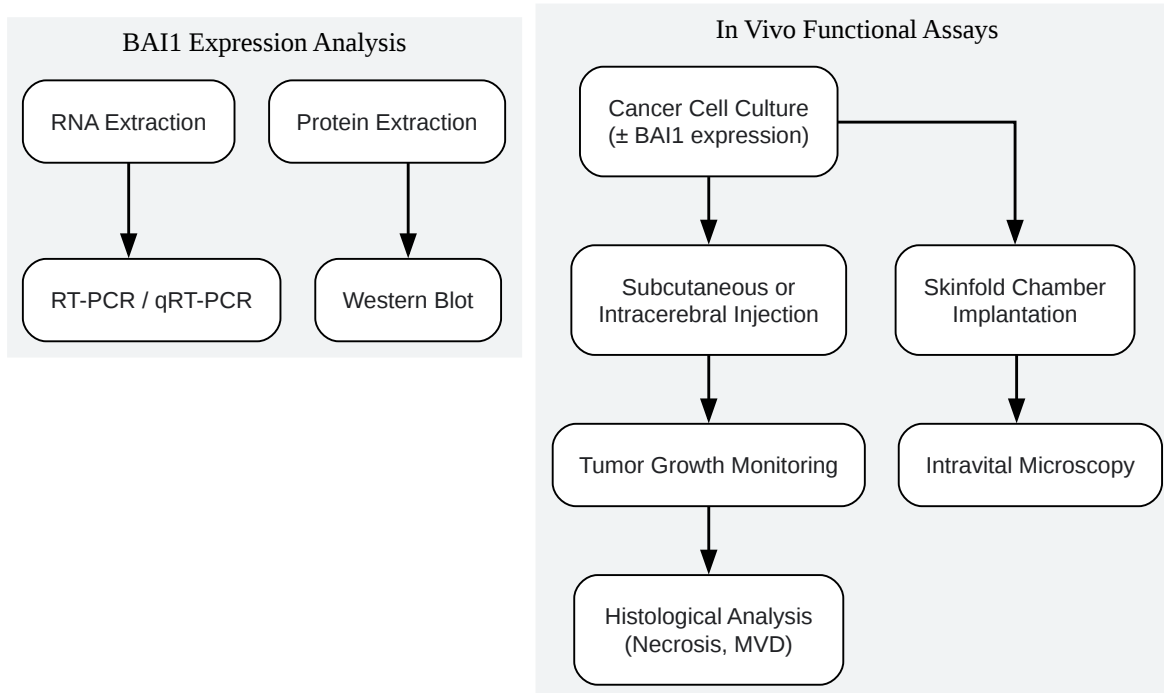 BAI1 Expression Analysis
RNA Extraction
Protein Extraction
RT-PCR / qRT-PCR
Western Blot
In Vivo Functional Assays
Cancer Cell Culture
(± BAI1 expression)
Subcutaneous or
Intracerebral Injection
Skinfold Chamber
Implantation
Tumor Growth Monitoring
Intravital Microscopy
Histological Analysis
(Necrosis, MVD)